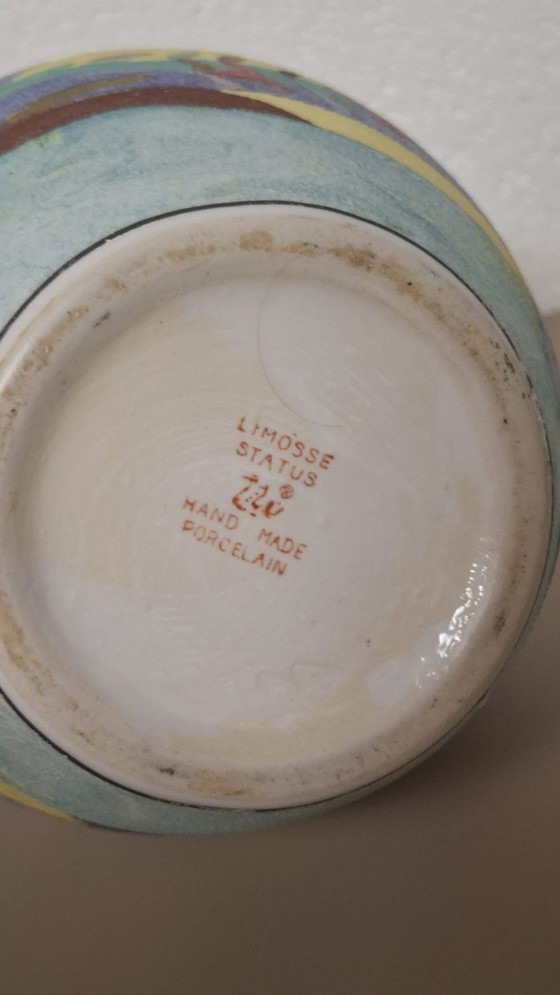 LIMOSSE
STATUS
®
HAND MADE
PORCELAIN